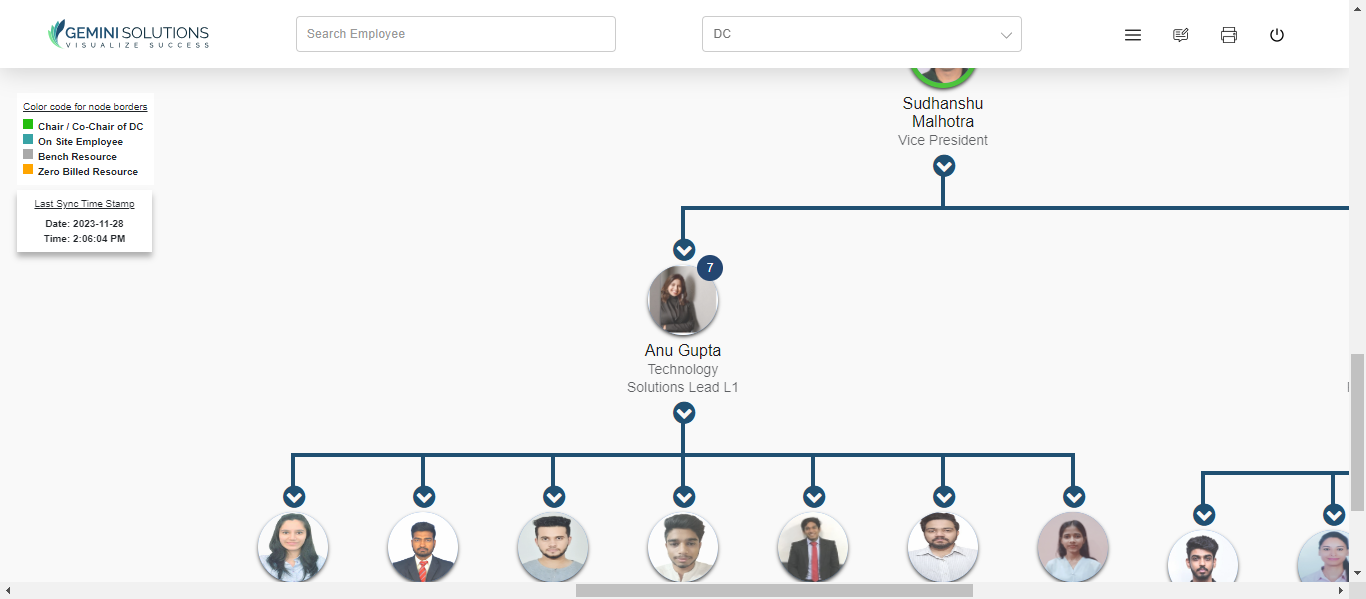 GEMINI SOLUTIONS
VISUALIZE SUCCESS
Search Employee
DC
Color code for node borders
Chair / Co-Chair of DC
On Site Employee
Bench Resource
Zero Billed Resource
Last Sync Time Stamp
Date: 2023-11-28
Time: 2:06:04 PM
Sudhanshu
Malhotra
Vice President
7
Anu Gupta
Technology
Solutions Lead L1